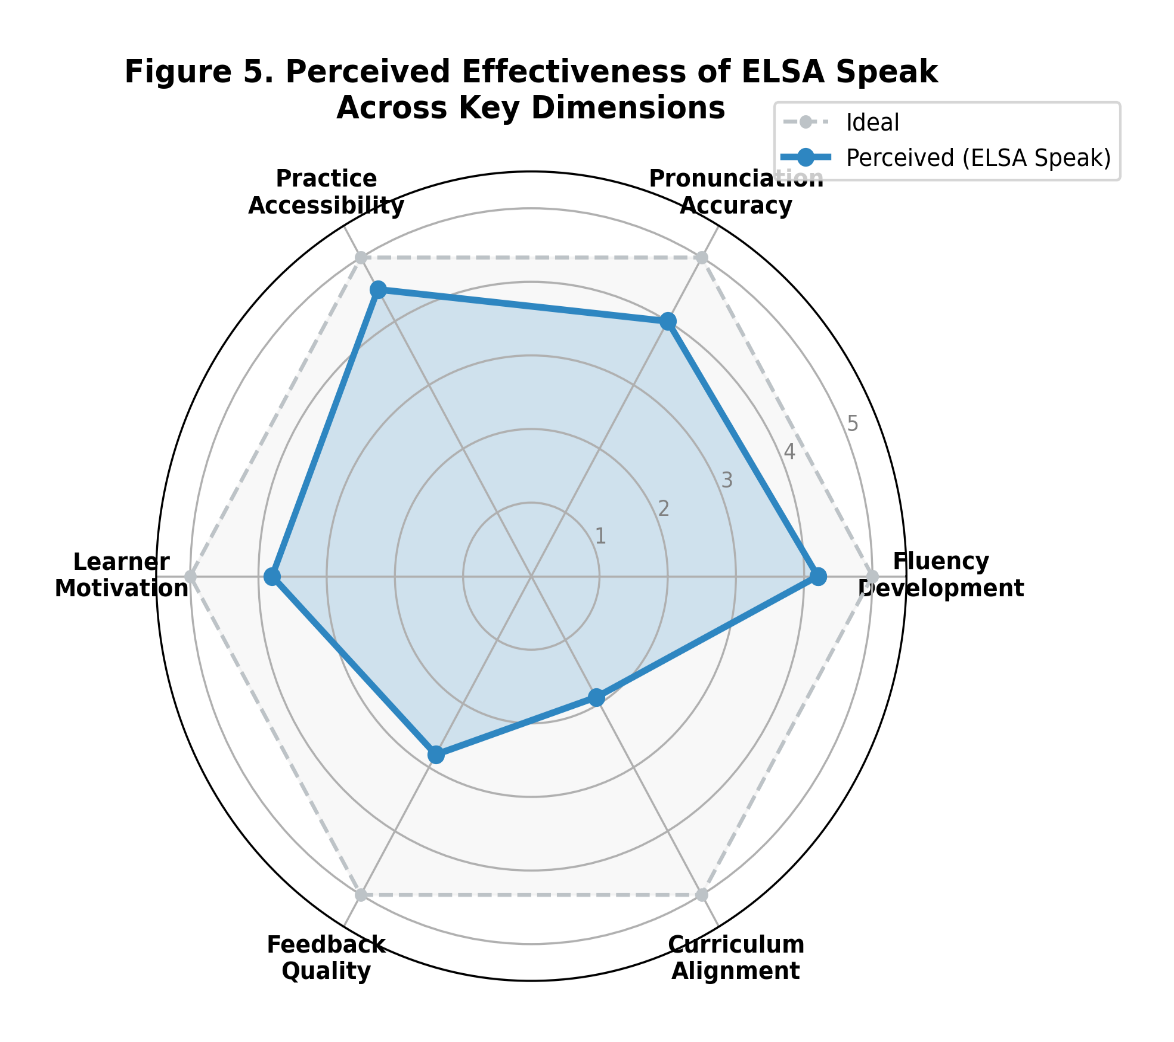 Figure 5. Perceived Effectiveness of ELSA Speak
Across Key Dimensions
Ideal
Perceived (ELSA Speak)
Practice
Accessibility
Pronunciation
Accuracy
5
4
3
2
1
Learner
Motivation
Fluency
Development
Feedback
Quality
Curriculum
Alignment